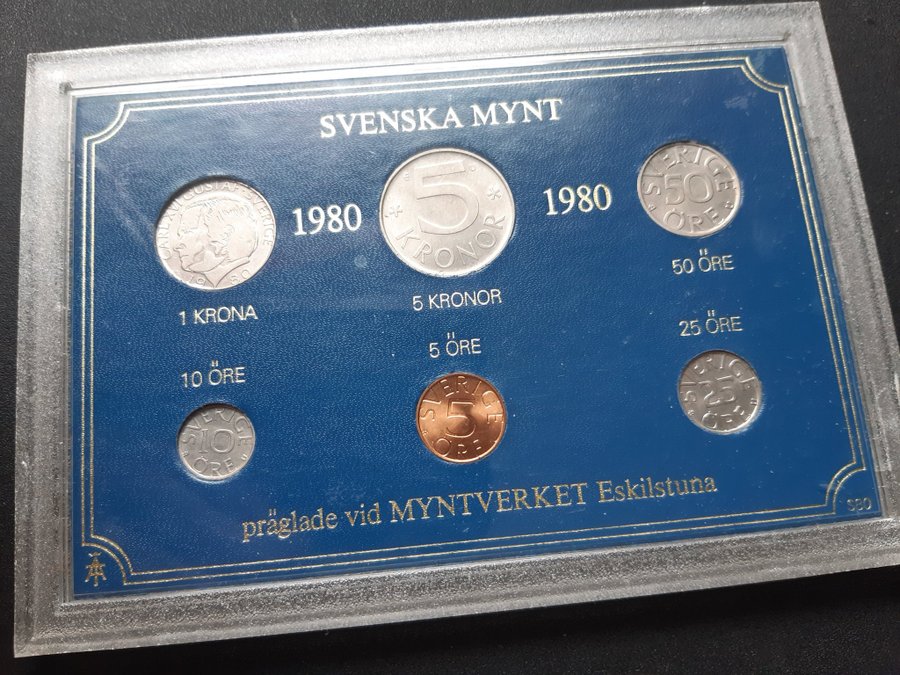 SVENSKA MYNT
CARL XVI GUSTAF SVERIGE
1980
1980
5
KRONOR
1980
SVERIGE
50
ÖRE
1 KRONA
5 KRONOR
50 ÖRE
10 ÖRE
5 ÖRE
25 ÖRE
SVERIGE
10
ÖRE
SVERIGE
5
ÖRE
SVERIGE
25
ÖRE
präglade vid MYNTVERKET Eskilstuna